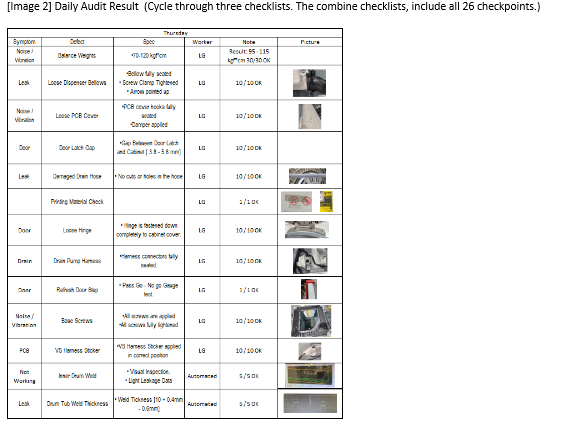 [Image 2] Daily Audit Result  (Cycle through three checklists. The combine checklists, include all 26 checkpoints.)
Thursday
Symptom Defect Spec Worker Note Picture
Noise / Vibration Balance Weights •70-120 kgf*cm LG Result: 95 - 115 kgf*cm 30/30 OK
Leak Loose Dispenser Bellows •Bellow fully seated • Screw Clamp Tightened • Arrow pointed up LG 10/10 OK
Noise / Vibration Loose PCB Cover •PCB cover hooks fully seated •Damper applied LG 10/10 OK
Door Door Latch Gap •Gap Between Door Latch and Cabinet [ 3.8 - 5.8 mm] LG 10/10 OK
Leak Damaged Drain Hose • No cuts or holes in the hose LG 10/10 OK
Printing Material Check LG 1/1 OK
Door Loose Hinge • Hinge is fastened down completely to cabinet cover. LG 10/10 OK
Drain Drain Pump Harness •Harness connectors fully seated. LG 10/10 OK
Door Refresh Door Step • Pass Go - No go Gauge test. LG 1/1 OK
Noise / Vibration Base Screws •All screws are applied •All screws fully tightened LG 10/10 OK
PCB VS Harness Sticker •VS Harness Sticker applied in correct position LG 10/10 OK
Not Working Inner Drum Weld • Visual Inspection. • Light Leakage Data Automated 5/5 OK
Leak Drum Tub Weld Thickness • Weld Tickness [10 + 0.4mm - 0.6mm] Automated 5/5 OK